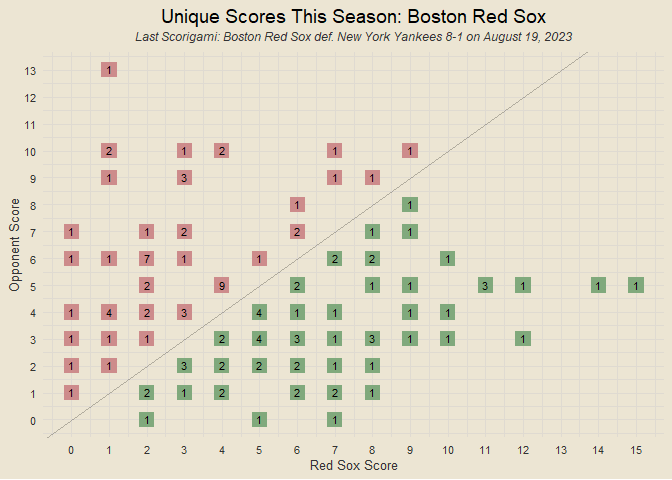 Unique Scores This Season: Boston Red Sox
Last Scorigami: Boston Red Sox def. New York Yankees 8-1 on August 19, 2023
Opponent Score
13 1
12
11
10 2 1 2 1 1
9 1 3 1 1
8 1 1
7 1 1 2 2 1 1
6 1 1 7 1 1 2 2 1
5 2 9 2 1 1 3 1 1 1
4 1 4 2 3 4 1 1 1 1
3 1 1 1 2 4 3 1 3 1 1 1
2 1 1 3 2 2 2 1 1
1 1 2 1 2 2 2 1
0 1 1 1
0 1 2 3 4 5 6 7 8 9 10 11 12 13 14 15
Red Sox Score